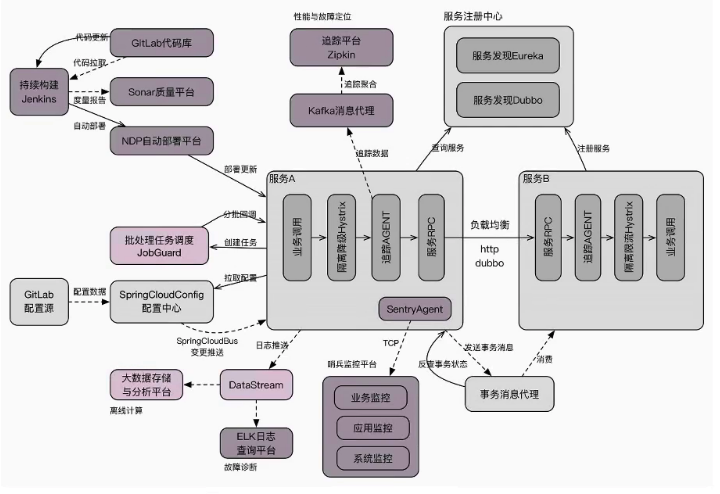 性能与故障定位
服务注册中心
代码更新
GitLab代码库
代码拉取
追踪平台
Zipkin
服务发现Eureka
持续构建
Jenkins
追踪聚合
度量报告
Sonar质量平台
Kafka消息代理
服务发现Dubbo
自动部署
NDP自动部署平台
追踪数据
查询服务
注册服务
部署更新
服务A
服务B
分批回调
批处理任务调度
JobGuard
创建任务
业务调用
隔离降级Hystrix
追踪AGENT
服务RPC
负载均衡
http
dubbo
服务RPC
追踪AGENT
隔离限流Hystrix
业务调用
拉取配置
GitLab
配置源
配置数据
SpringCloudConfig
配置中心
SentryAgent
SpringCloudBus
变更推送
日志推送
TCP
发送事务消息
消费
哨兵监控平台
反查事务状态
大数据存储
与分析平台
DataStream
事务消息代理
离线计算
业务监控
应用监控
系统监控
ELK日志
查询平台
故障诊断